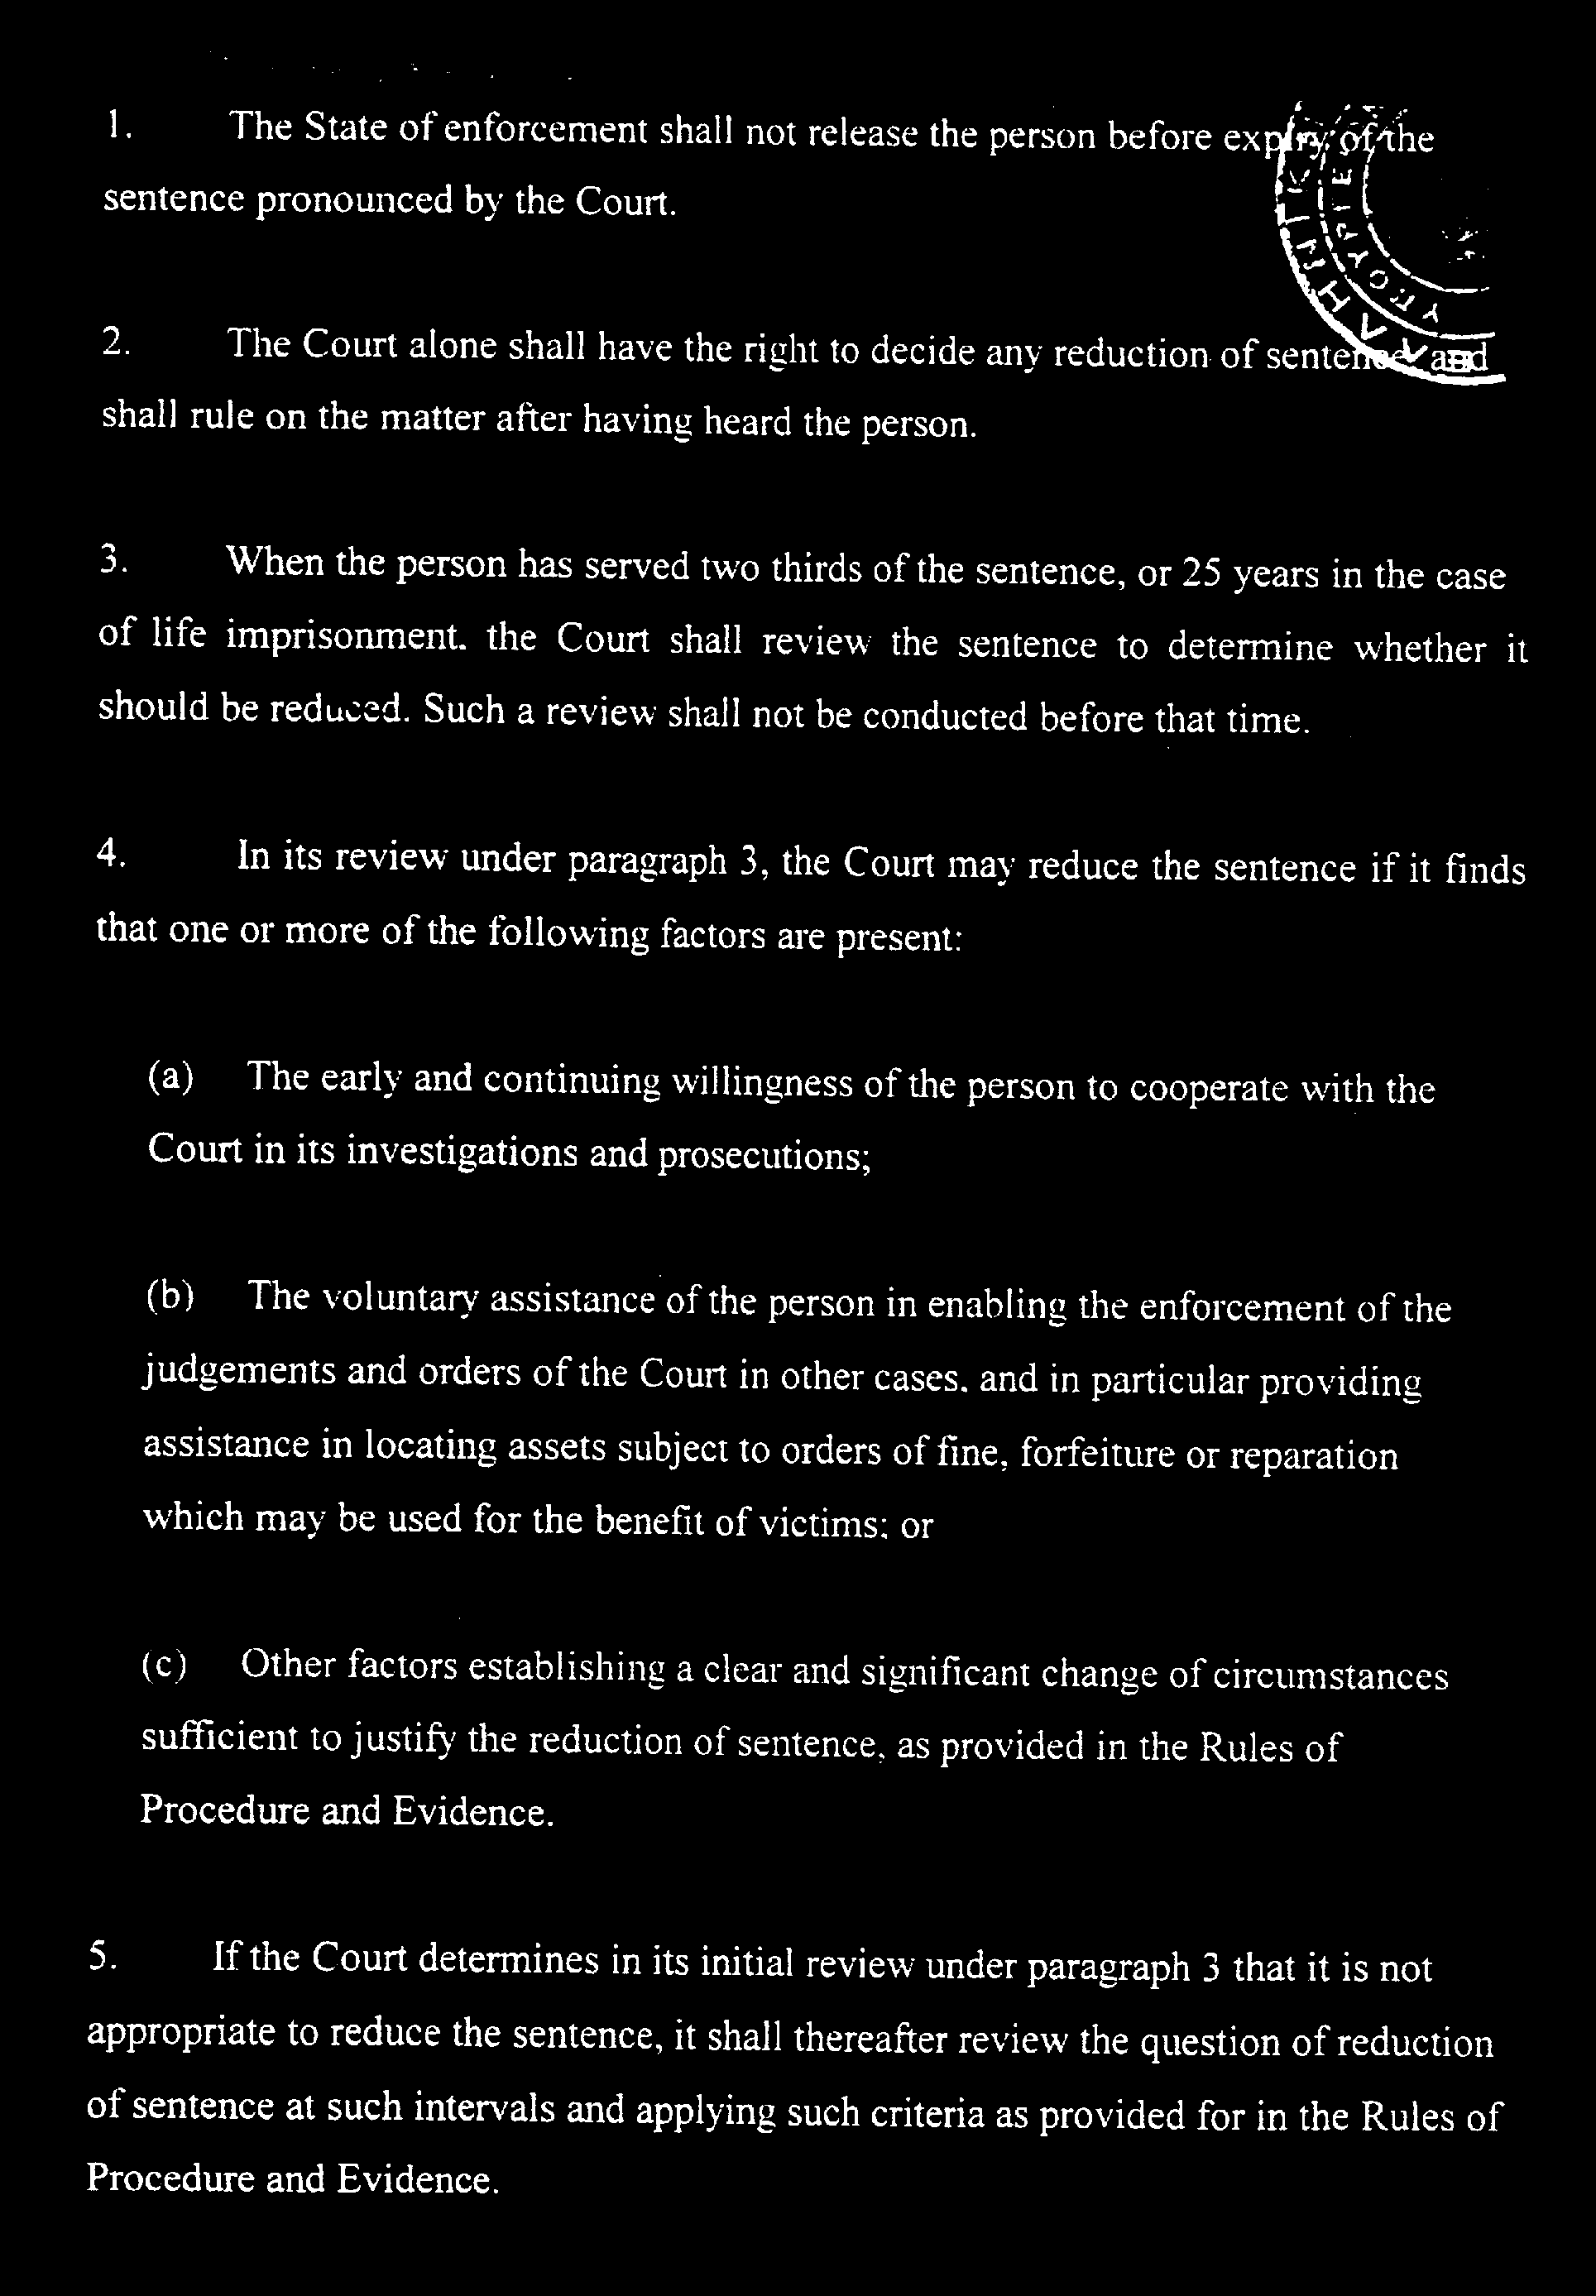 1. The State of enforcement shall not release the person before expiry of the
sentence pronounced by the Court.
2. The Court alone shall have the right to decide any reduction of sentence and
shall rule on the matter after having heard the person.
3. When the person has served two thirds of the sentence, or 25 years in the case
of life imprisonment, the Court shall review the sentence to determine whether it
should be reduced. Such a review shall not be conducted before that time.
4. In its review under paragraph 3, the Court may reduce the sentence if it finds
that one or more of the following factors are present:
(a) The early and continuing willingness of the person to cooperate with the
Court in its investigations and prosecutions;
(b) The voluntary assistance of the person in enabling the enforcement of the
judgements and orders of the Court in other cases, and in particular providing
assistance in locating assets subject to orders of fine, forfeiture or reparation
which may be used for the benefit of victims; or
(c) Other factors establishing a clear and significant change of circumstances
sufficient to justify the reduction of sentence, as provided in the Rules of
Procedure and Evidence.
5. If the Court determines in its initial review under paragraph 3 that it is not
appropriate to reduce the sentence, it shall thereafter review the question of reduction
of sentence at such intervals and applying such criteria as provided for in the Rules of
Procedure and Evidence.